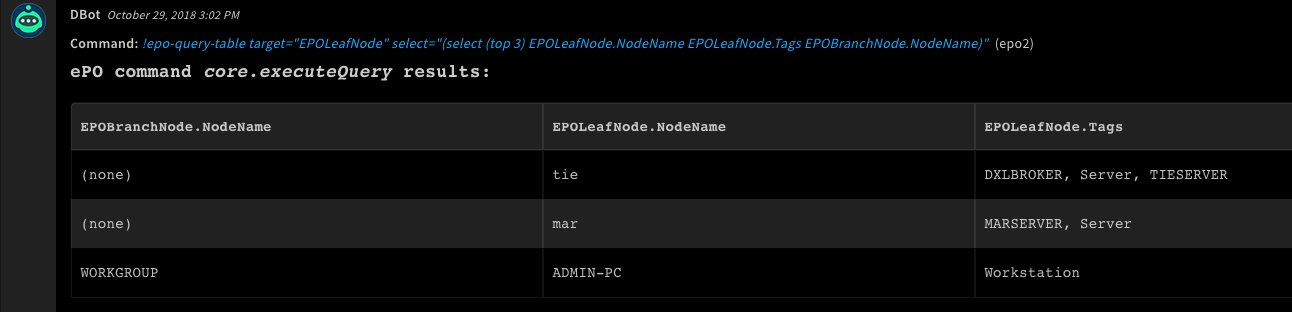 DBot October 29, 2018 3:02 PM
Command: !epo-query-table target="EPOLeafNode" select="(select (top 3) EPOLeafNode.NodeName EPOLeafNode.Tags EPOBranchNode.NodeName)" (epo2)
ePO command core.executeQuery results:
EPOBranchNode.NodeName EPOLeafNode.NodeName EPOLeafNode.Tags
(none) tie DXLBROKER, Server, TIESERVER
(none) mar MARSERVER, Server
WORKGROUP ADMIN-PC Workstation